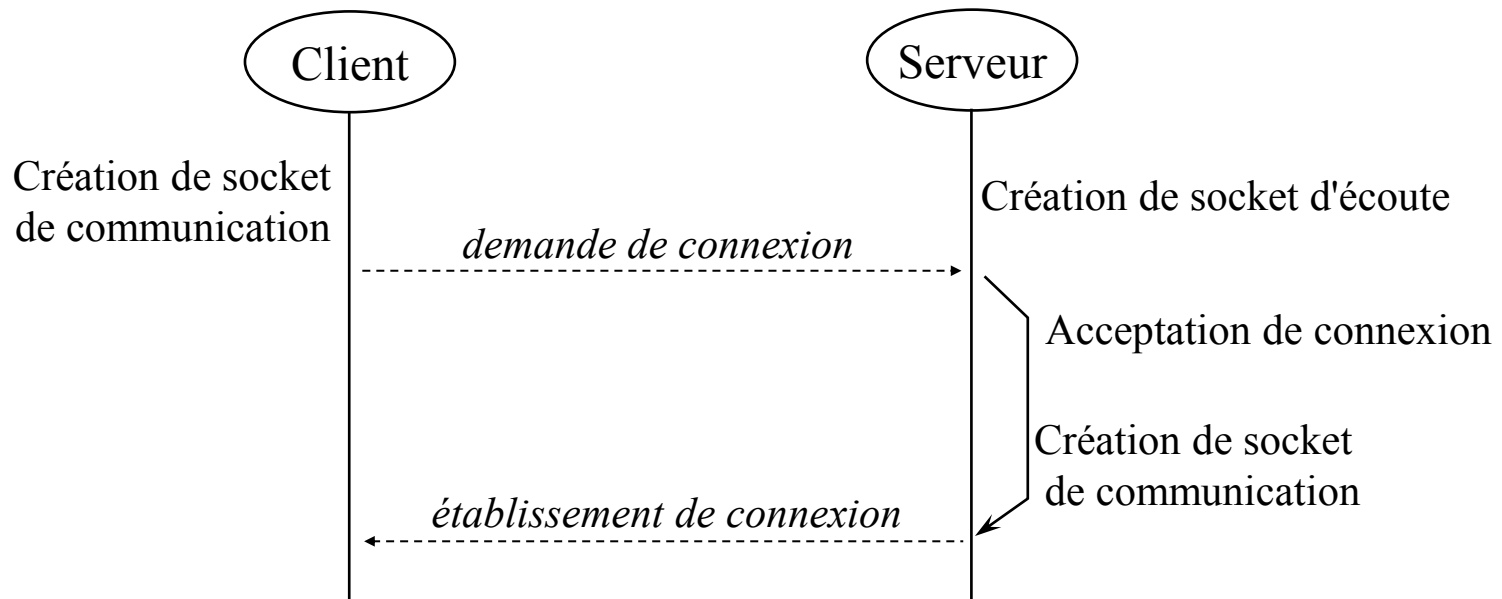 Client
Serveur
Création de socket
de communication
Création de socket d'écoute
demande de connexion
Acceptation de connexion
Création de socket
de communication
établissement de connexion